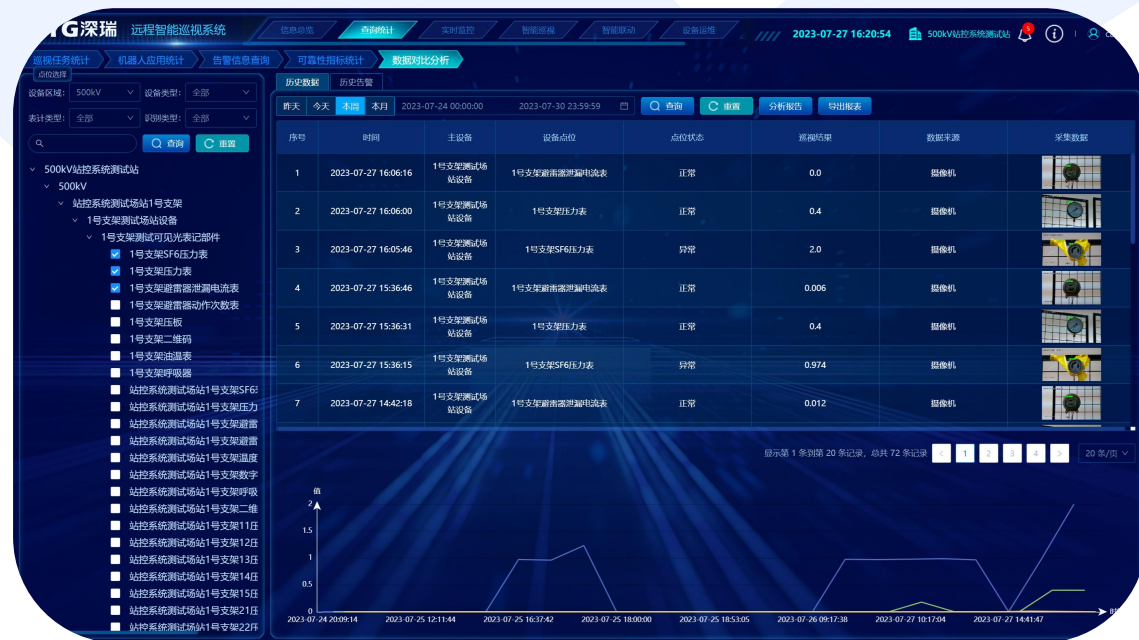 YG深瑞 远程智能巡视系统
信息总览 查询统计 实时监控 智能巡视 智能联动 设备运维
2023-07-27 16:20:54 500kV站控系统测试站 5
巡视任务统计 机器人应用统计 告警信息查询 可靠性指标统计 数据对比分析
点位选择
设备区域: 500kV 设备类型: 全部
表计类型: 全部 识别类型: 全部
查询 重置
500kV站控系统测试站
500kV
站控系统测试场站1号支架
1号支架测试场站设备
1号支架测试可见光表记部件
1号支架SF6压力表
1号支架压力表
1号支架避雷器泄漏电流表
1号支架避雷器动作次数表
1号支架压板
1号支架二维码
1号支架油温表
1号支架呼吸器
站控系统测试场站1号支架SF6
站控系统测试场站1号支架压力
站控系统测试场站1号支架避雷
站控系统测试场站1号支架避雷
站控系统测试场站1号支架温度
站控系统测试场站1号支架数字
站控系统测试场站1号支架呼吸
站控系统测试场站1号支架二维
站控系统测试场站1号支架11压
站控系统测试场站1号支架12压
站控系统测试场站1号支架13压
站控系统测试场站1号支架14压
站控系统测试场站1号支架15压
站控系统测试场站1号支架21压
站控系统测试场站1号支架22压
历史数据 历史告警
昨天 今天 本周 本月 2023-07-24 00:00:00 2023-07-30 23:59:59 查询 重置 分析报告 导出报表
序号 时间 主设备 设备点位 点位状态 巡视结果 数据来源 采集数据
1 2023-07-27 16:06:16 1号支架测试场站设备 1号支架避雷器泄漏电流表 正常 0.0 摄像机
2 2023-07-27 16:06:00 1号支架测试场站设备 1号支架压力表 正常 0.4 摄像机
3 2023-07-27 16:05:46 1号支架测试场站设备 1号支架SF6压力表 异常 2.0 摄像机
4 2023-07-27 15:36:46 1号支架测试场站设备 1号支架避雷器泄漏电流表 正常 0.006 摄像机
5 2023-07-27 15:36:31 1号支架测试场站设备 1号支架压力表 正常 0.4 摄像机
6 2023-07-27 15:36:15 1号支架测试场站设备 1号支架SF6压力表 异常 0.974 摄像机
7 2023-07-27 14:42:18 1号支架测试场站设备 1号支架避雷器泄漏电流表 正常 0.012 摄像机
显示第 1 条到第 20 条记录，总共 72 条记录 < 1 2 3 4 > 20 条/页
值
2
1.5
1
0.5
0
2023-07-24 20:09:14 2023-07-25 12:11:44 2023-07-25 16:37:42 2023-07-25 18:00:00 2023-07-25 18:53:05 2023-07-26 09:17:38 2023-07-27 10:17:04 2023-07-27 14:41:47